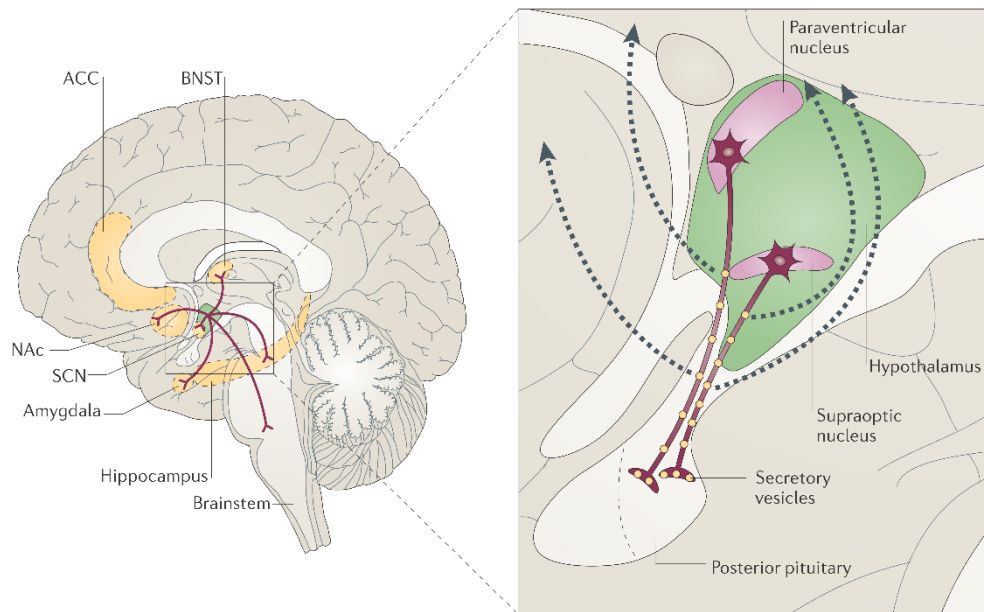 ACC
BNST
NAc
SCN
Amygdala
Hippocampus
Brainstem
Paraventricular
nucleus
Hypothalamus
Supraoptic
nucleus
Secretory
vesicles
Posterior pituitary